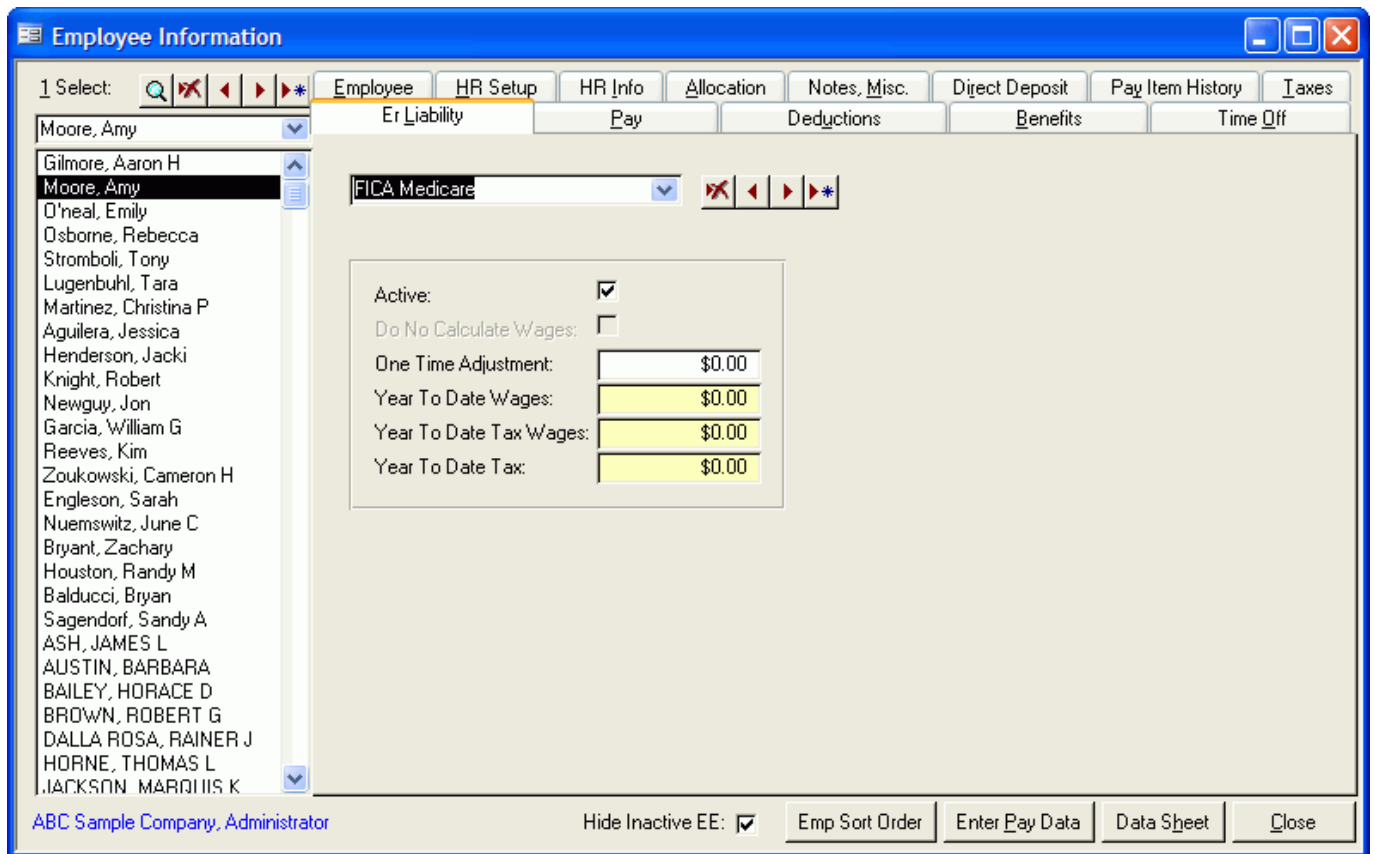 Employee Information
1 Select:
Employee HR Setup HR Info Allocation Notes, Misc. Direct Deposit Pay Item History Taxes
Er Liability Pay Deductions Benefits Time Off
Moore, Amy
Gilmore, Aaron H
Moore, Amy
O'neal, Emily
Osborne, Rebecca
Stromboli, Tony
Lugenbuhl, Tara
Martinez, Christina P
Aguilera, Jessica
Henderson, Jacki
Knight, Robert
Newguy, Jon
Garcia, William G
Reeves, Kim
Zoukowski, Cameron H
Engleson, Sarah
Nuemswitz, June C
Bryant, Zachary
Houston, Randy M
Balducci, Bryan
Sagendorf, Sandy A
ASH, JAMES L
AUSTIN, BARBARA
BAILEY, HORACE D
BROWN, ROBERT G
DALLA ROSA, RAINER J
HORNE, THOMAS L
JACKSON, MARQUIS K
FICA Medicare
Active:
Do No Calculate Wages:
One Time Adjustment: $0.00
Year To Date Wages: $0.00
Year To Date Tax Wages: $0.00
Year To Date Tax: $0.00
ABC Sample Company, Administrator
Hide Inactive EE:
Emp Sort Order
Enter Pay Data
Data Sheet
Close